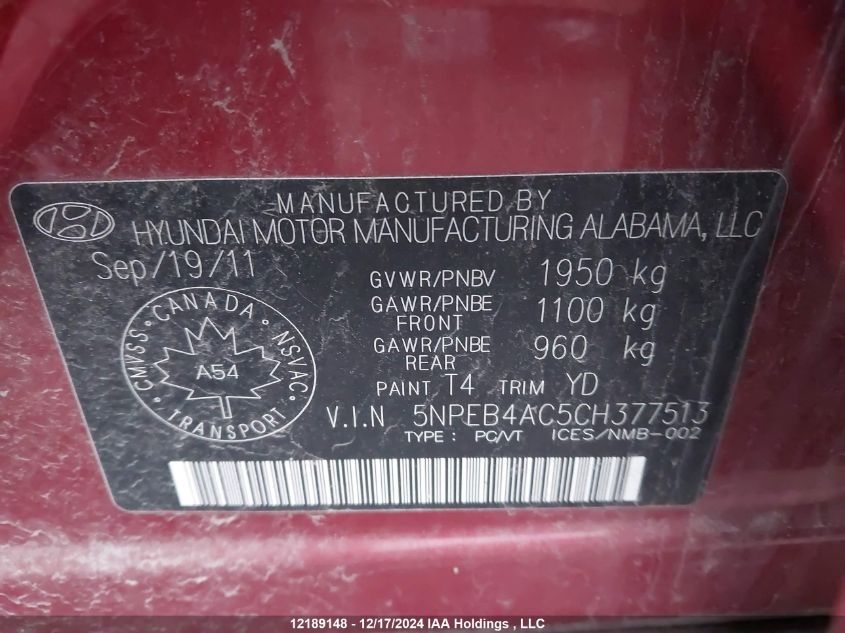 MANUFACTURED BY
HYUNDAI MOTOR MANUFACTURING ALABAMA, LLC
Sep/19/11
GVWR/PNBV 1950 kg
GAWR/PNBE FRONT 1100 kg
GAWR/PNBE REAR 960 kg
PAINT T4 TRIM YD
CMVSS · CANADA · NSVAC
A54
TRANSPORT
V.I.N 5NPEB4AC5CH377513
TYPE : PC/VT ICES/NMB-002
12189148 - 12/17/2024 IAA Holdings , LLC